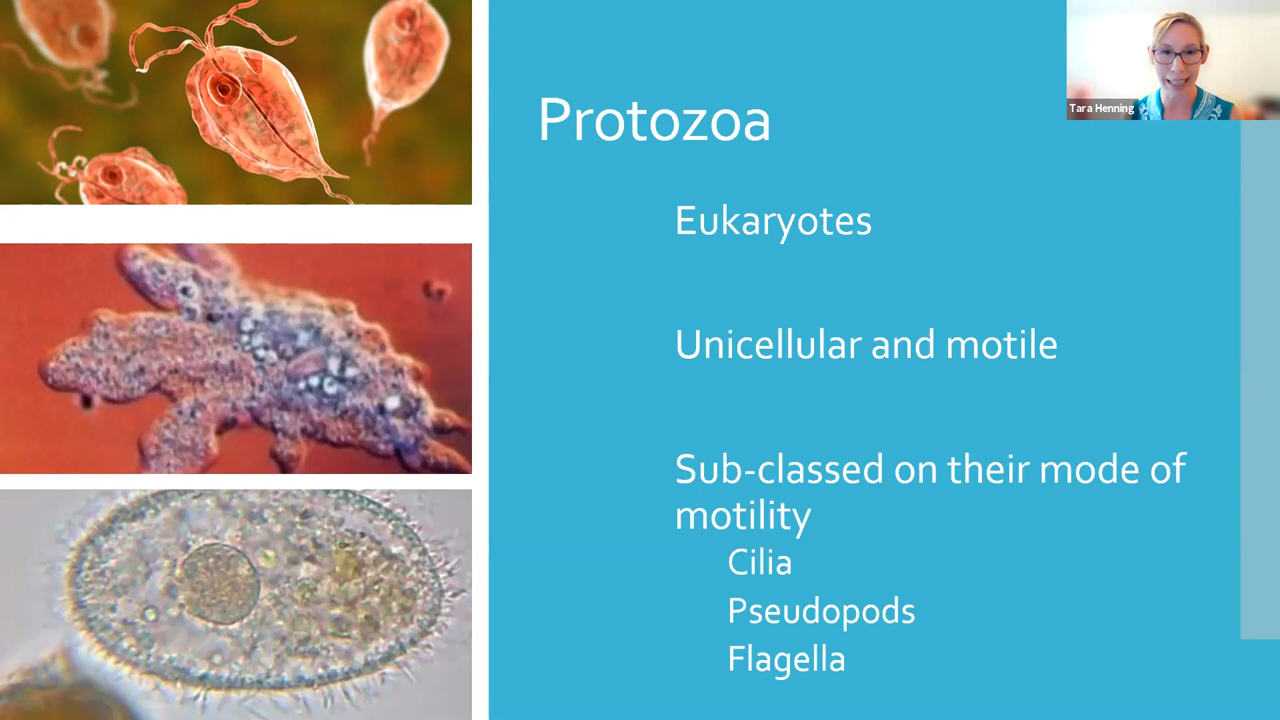 Tara Henning
Protozoa
Eukaryotes
Unicellular and motile
Sub-classed on their mode of
motility
Cilia
Pseudopods
Flagella